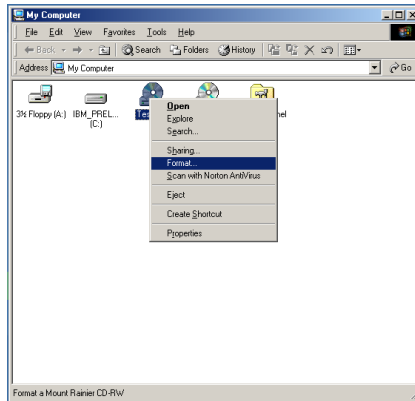 My Computer
File Edit View Favorites Tools Help
Back Search Folders History
Address My Computer Go
3½ Floppy (A:) IBM_PREL... (C:)
Open
Explore
Search...
Sharing...
Format...
Scan with Norton AntiVirus
Eject
Create Shortcut
Properties
Format a Mount Rainier CD-RW